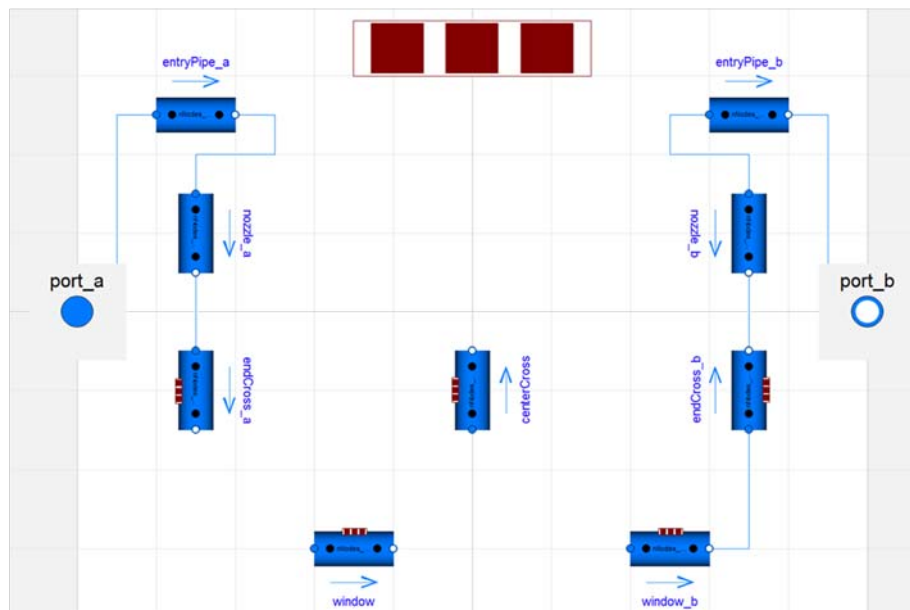 entryPipe_a
entryPipe_b
nozzle_a
nozzle_b
port_a
port_b
endCross_a
centerCross
endCross_b
window
window_b